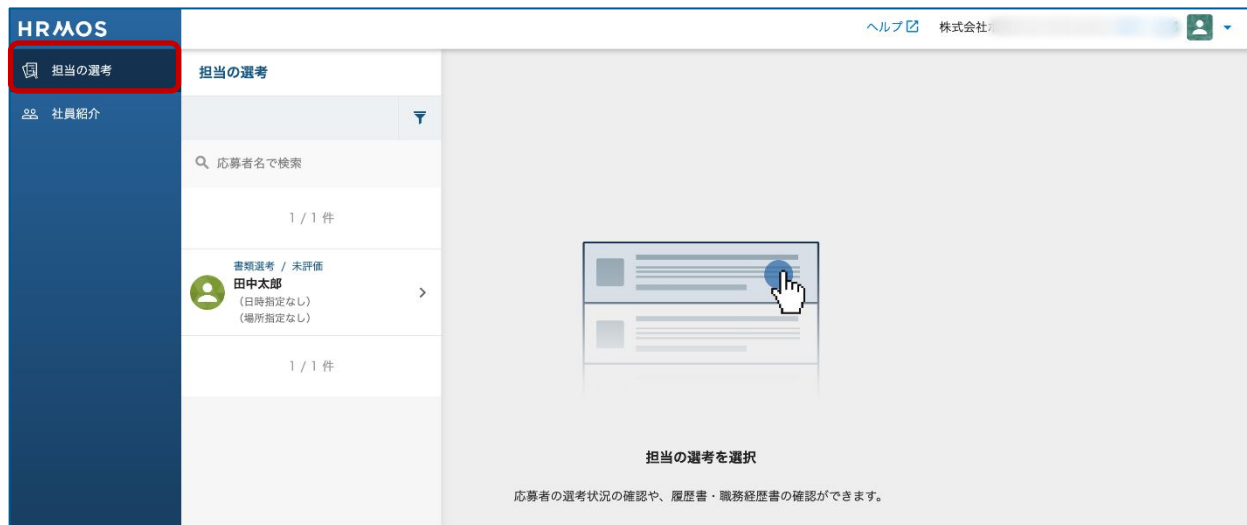 HRMOS
ヘルプ 株式会社
担当の選考
社員紹介
担当の選考
応募者名で検索
1 / 1 件
書類選考 / 未評価
田中太郎
（日時指定なし）
（場所指定なし）
1 / 1 件
担当の選考を選択
応募者の選考状況の確認や、履歴書・職務経歴書の確認ができます。